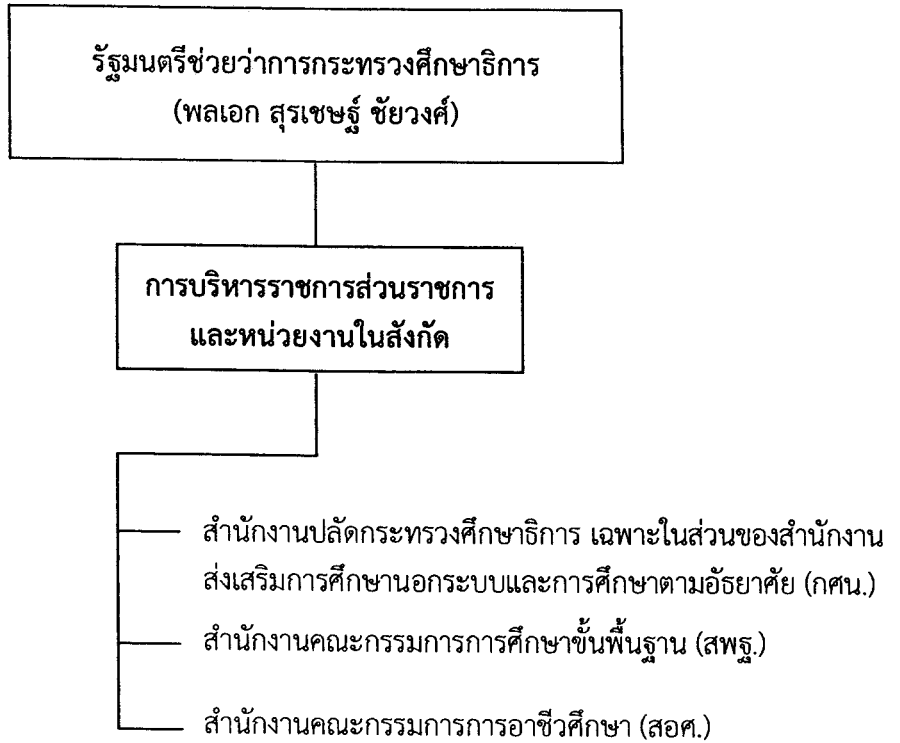 รัฐมนตรีช่วยว่าการกระทรวงศึกษาธิการ
(พลเอก สุรเชษฐ์ ชัยวงศ์)
การบริหารราชการส่วนราชการ
และหน่วยงานในสังกัด
สำนักงานปลัดกระทรวงศึกษาธิการ เฉพาะในส่วนของสำนักงาน
ส่งเสริมการศึกษานอกระบบและการศึกษาตามอัธยาศัย (กศน.)
สำนักงานคณะกรรมการการศึกษาขั้นพื้นฐาน (สพฐ.)
สำนักงานคณะกรรมการการอาชีวศึกษา (สอศ.)